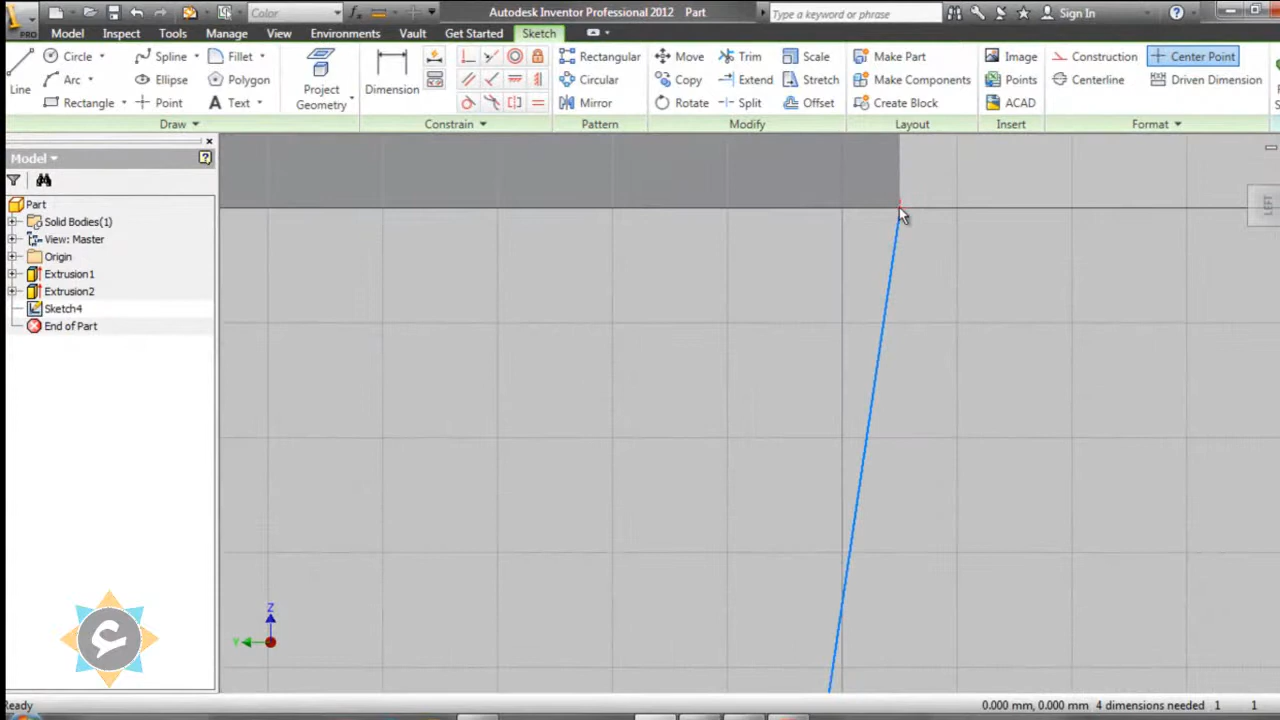 PRO
Color
Autodesk Inventor Professional 2012 Part
Type a keyword or phrase
Sign In
Model Inspect Tools Manage View Environments Vault Get Started Sketch
Line
Circle
Arc
Rectangle
Spline
Ellipse
Point
Fillet
Polygon
Text
Project Geometry
Dimension
Rectangular
Circular
Mirror
Move
Copy
Rotate
Trim
Extend
Split
Scale
Stretch
Offset
Make Part
Make Components
Create Block
Image
Points
ACAD
Construction
Centerline
Center Point
Driven Dimension
Draw
Constrain
Pattern
Modify
Layout
Insert
Format
Model
Part
Solid Bodies(1)
View: Master
Origin
Extrusion1
Extrusion2
Sketch4
End of Part
LEFT
Z
Y
Ready
0.000 mm, 0.000 mm 4 dimensions needed 1 1